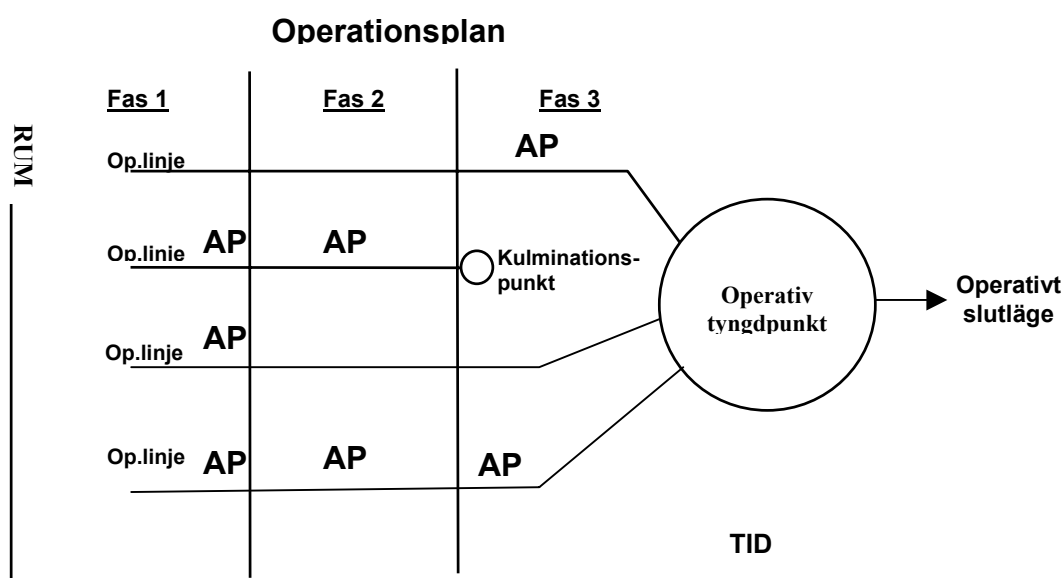 Operationsplan
Fas 1 Fas 2 Fas 3
RUM
Op.linje AP
Op.linje AP AP Kulminations-
punkt
Operativ
tyngdpunkt
Operativt
slutläge
Op.linje AP
Op.linje AP AP AP
TID